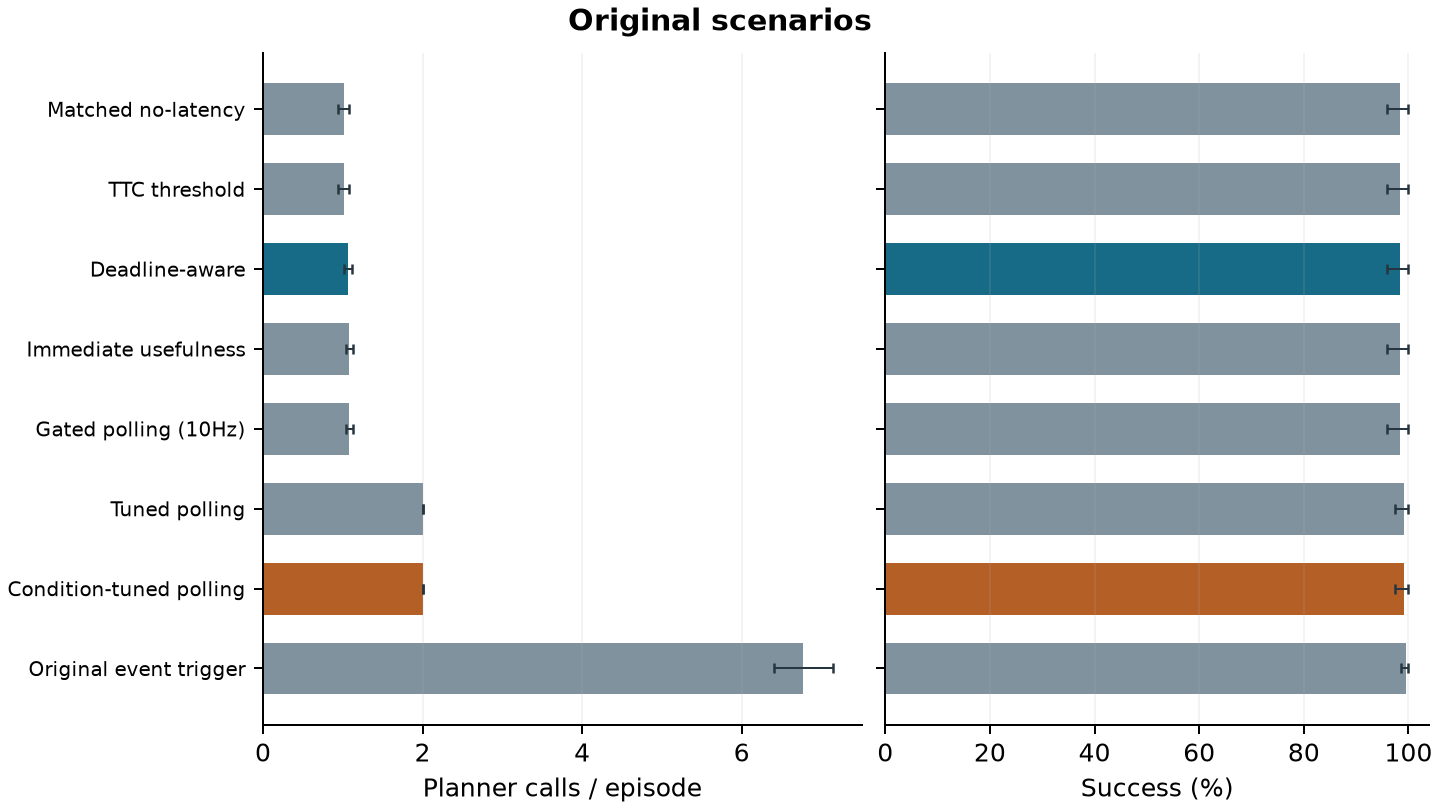 Original scenarios
Matched no-latency
TTC threshold
Deadline-aware
Immediate usefulness
Gated polling (10Hz)
Tuned polling
Condition-tuned polling
Original event trigger
0 2 4 6
Planner calls / episode
0 20 40 60 80 100
Success (%)